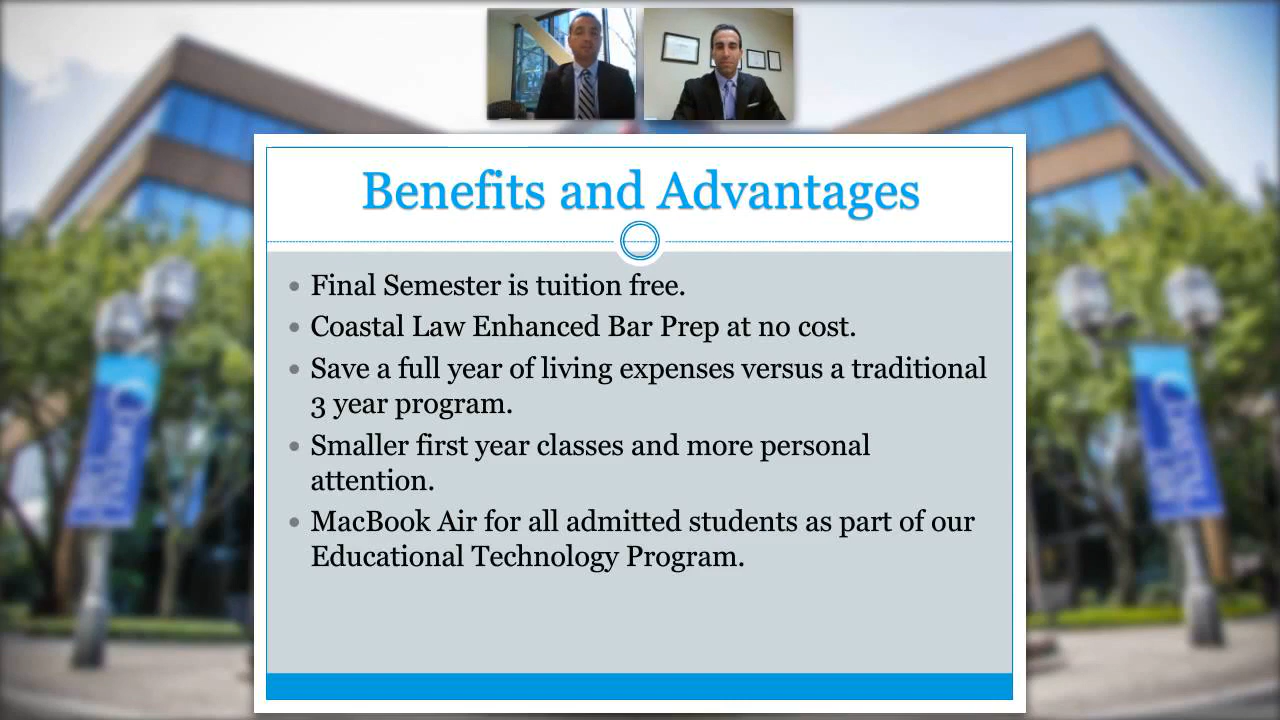 Benefits and Advantages
Final Semester is tuition free.
Coastal Law Enhanced Bar Prep at no cost.
Save a full year of living expenses versus a traditional
3 year program.
Smaller first year classes and more personal
attention.
MacBook Air for all admitted students as part of our
Educational Technology Program.